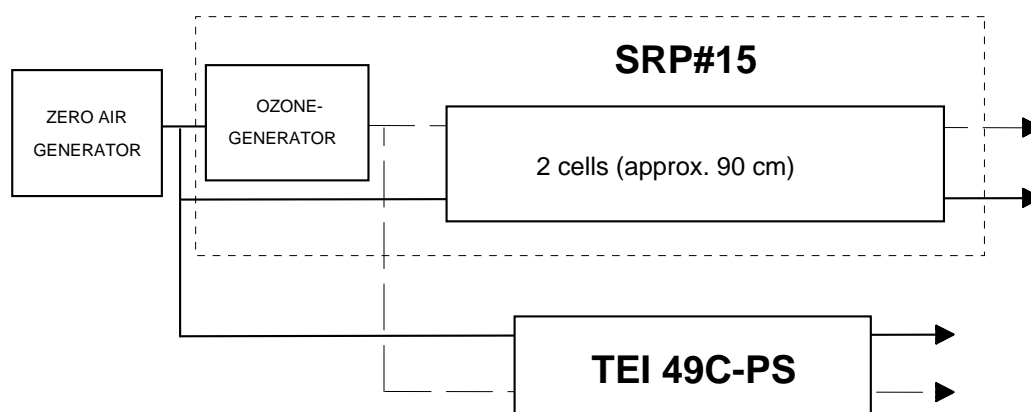 SRP#15
ZERO AIR
GENERATOR
OZONE-
GENERATOR
2 cells (approx. 90 cm)
TEI 49C-PS